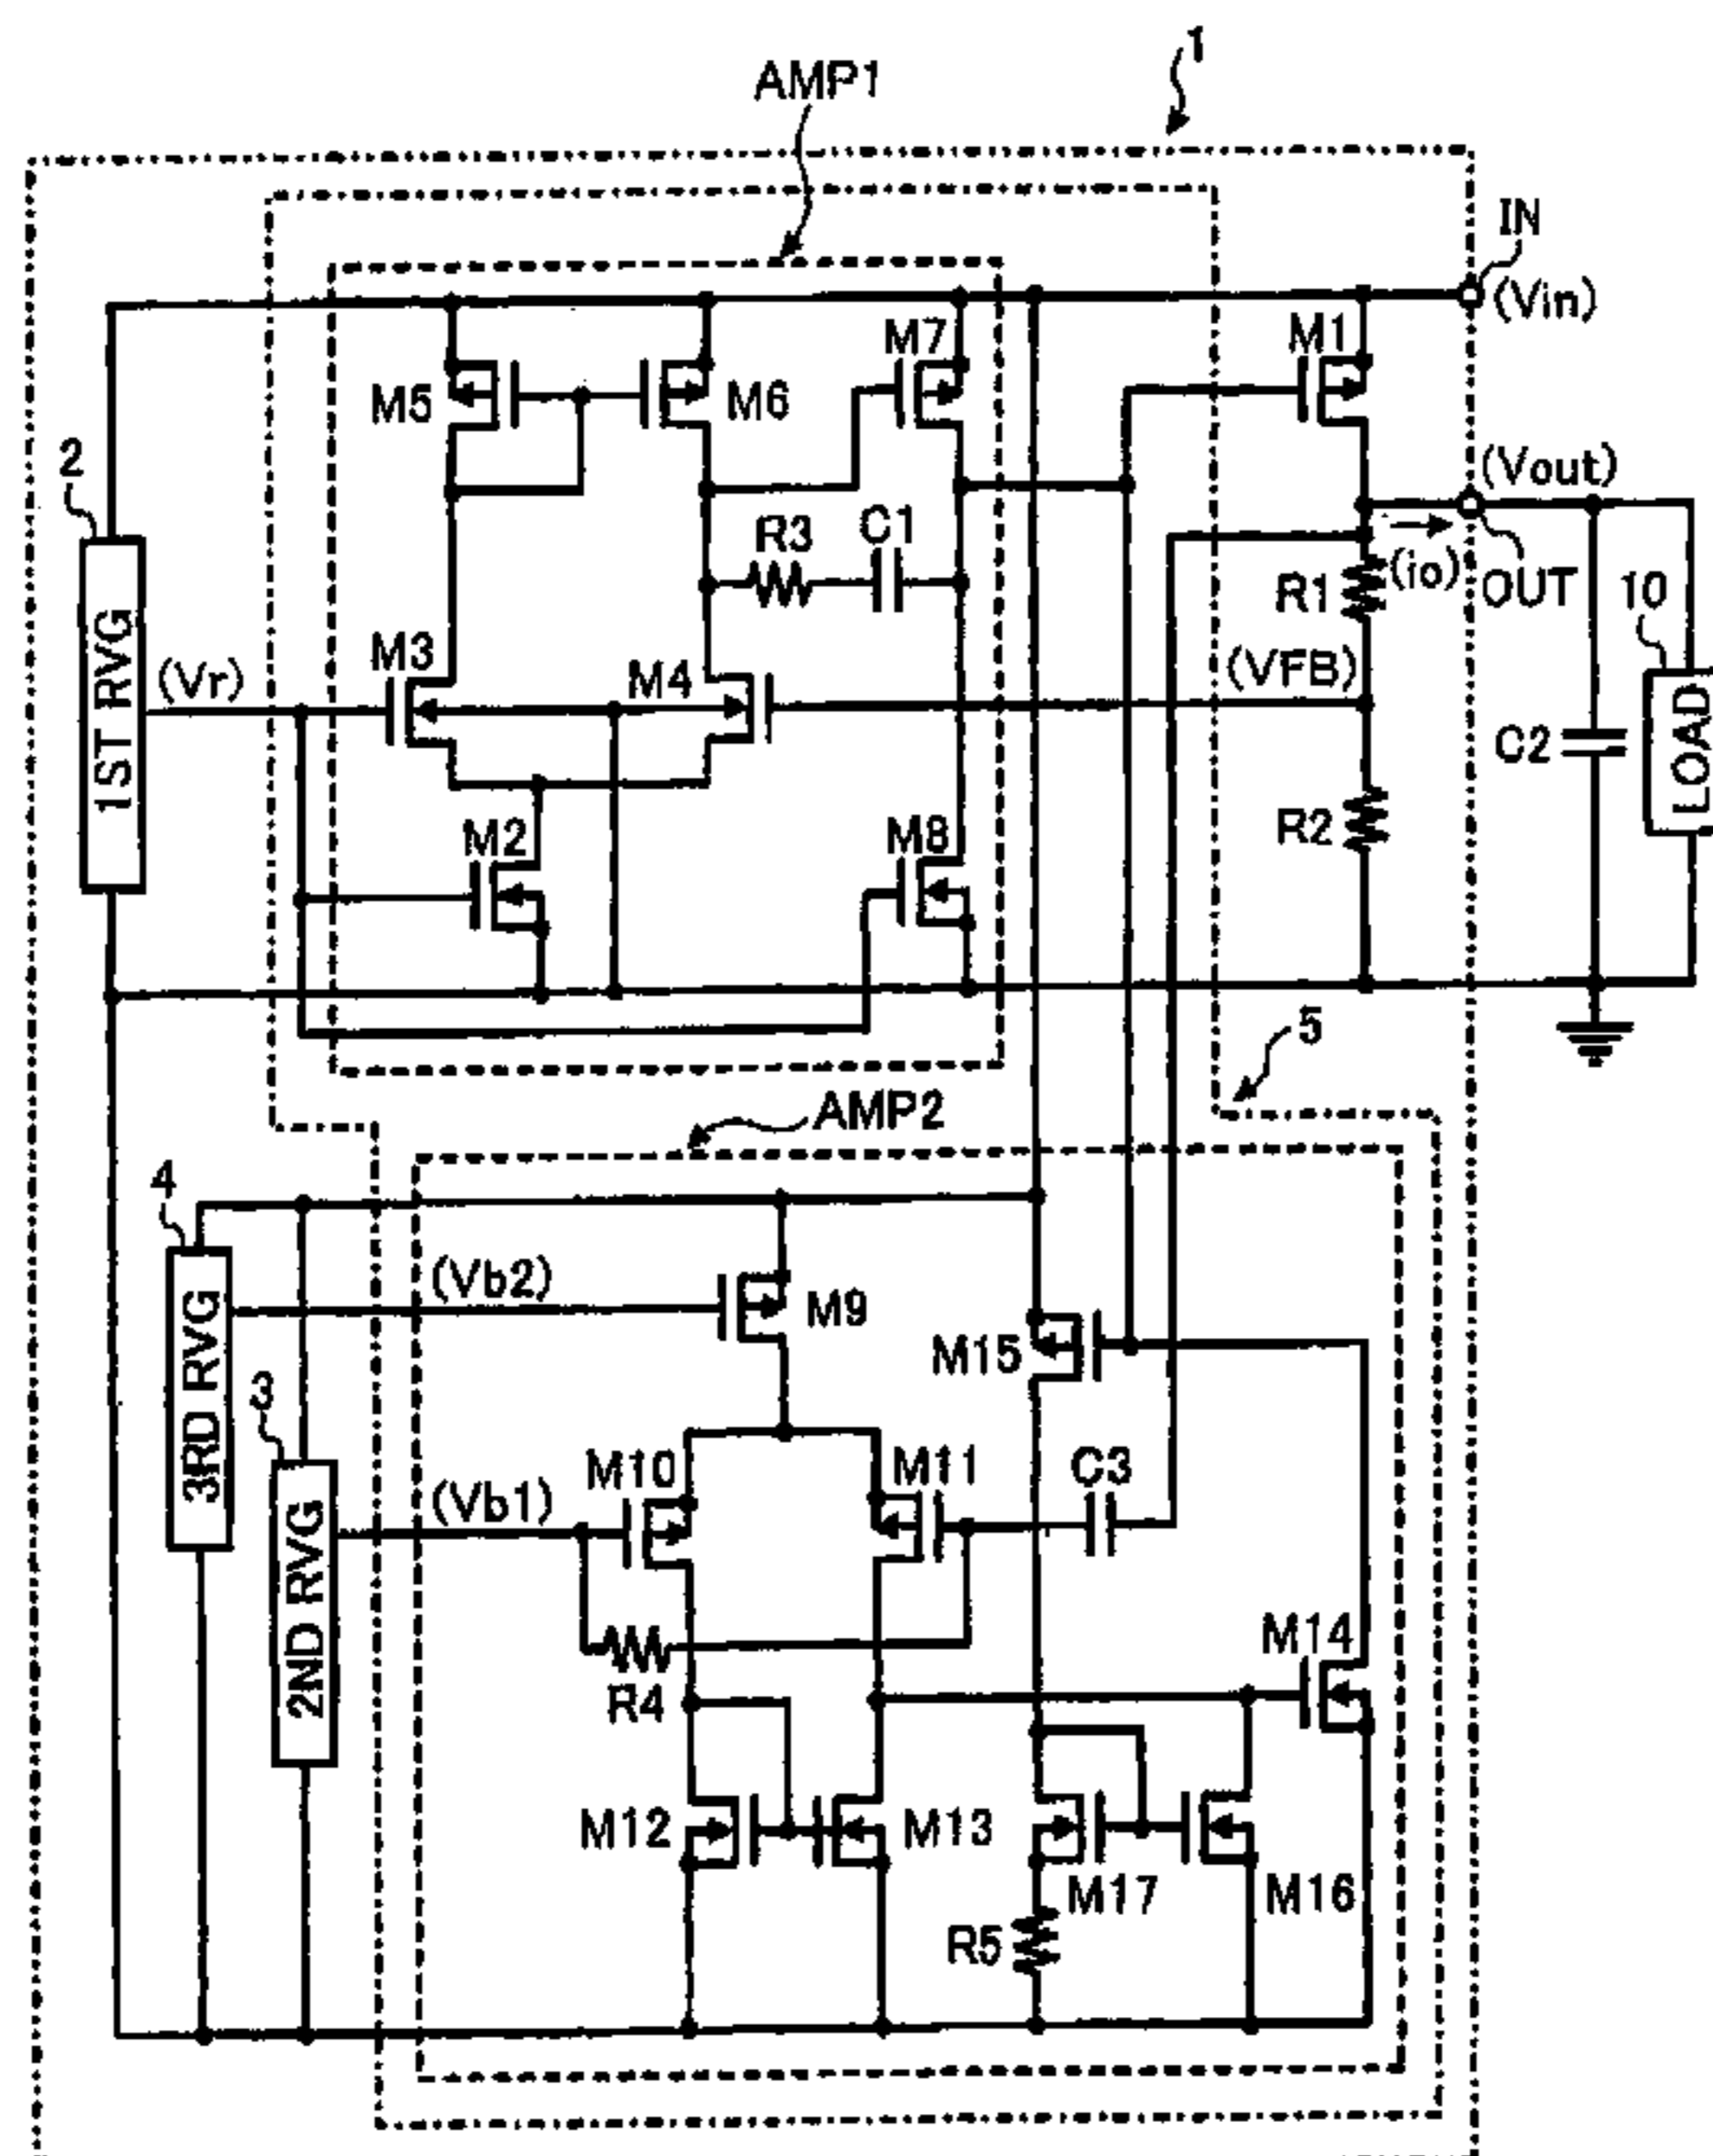 1
AMP1
IN
(Vin)
M7
M1
M5
M6
2
(Vout)
R3
C1
(io)
R1
OUT
10
1ST RVG
(Vr)
M3
M4
(VFB)
C2
LOAD
M2
M8
R2
5
AMP2
4
(Vb2)
M9
3RD RVG
M15
3
M10
M11
C3
(Vb1)
2ND RVG
M14
R4
M12
M13
M17
M16
R5